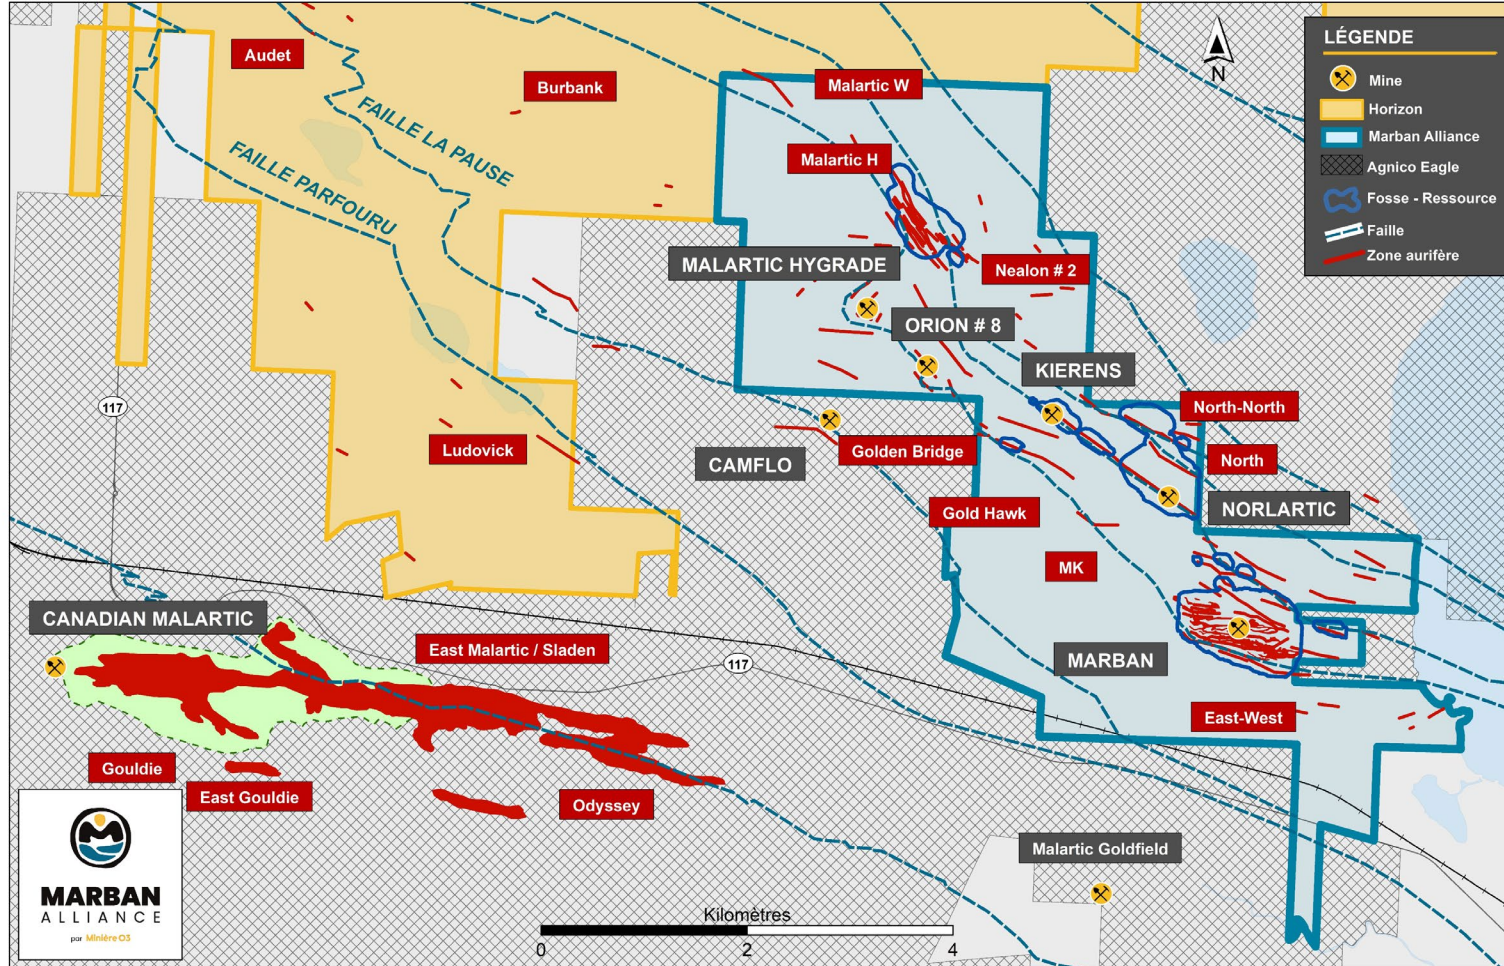 Audet
Burbank
Malartic W
N
LÉGENDE
Mine
Horizon
Marban Alliance
Agnico Eagle
Fosse - Ressource
Faille
Zone aurifère
FAILLE LA PAUSE
FAILLE PARFOURU
Malartic H
MALARTIC HYGRADE
Nealon # 2
ORION # 8
KIERENS
117
North-North
Ludovick
Golden Bridge
North
CAMFLO
Gold Hawk
NORLARTIC
MK
CANADIAN MALARTIC
East Malartic / Sladen
117
MARBAN
East-West
Gouldie
East Gouldie
Odyssey
Malartic Goldfield
MARBAN
ALLIANCE
par Minière O3
Kilomètres
0 2 4